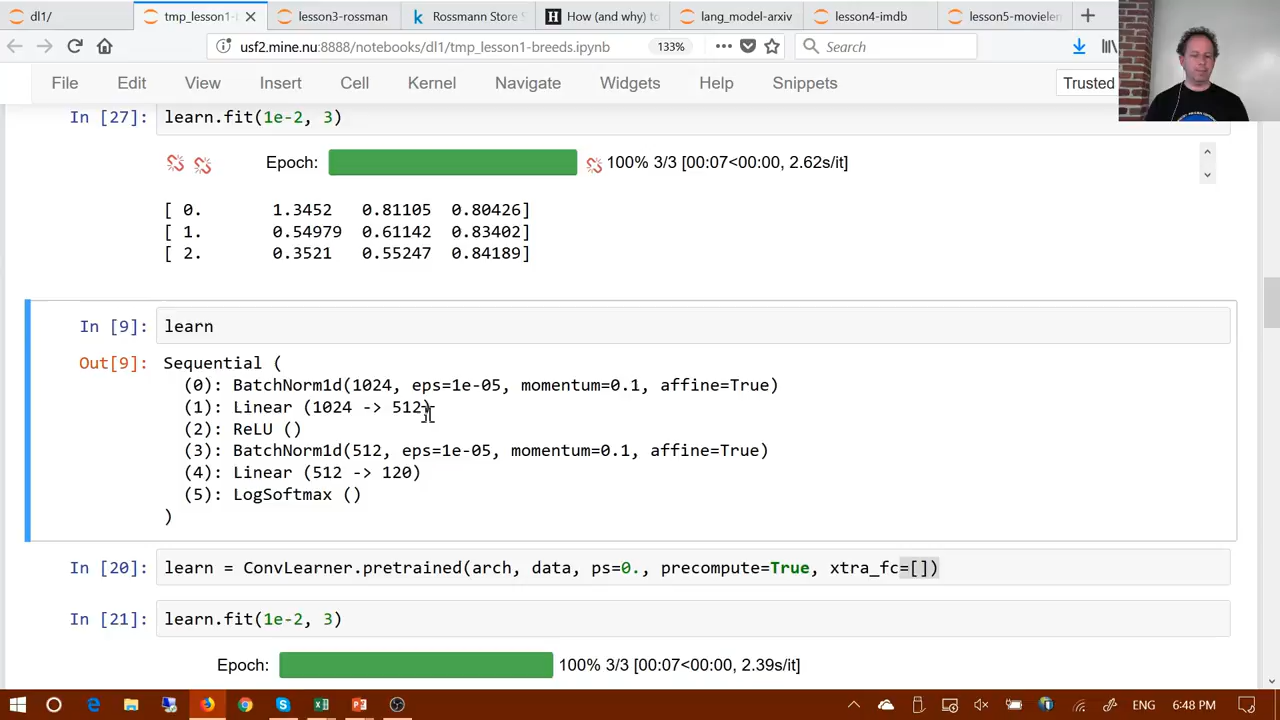 dl1/
tmp_lesson1-
lesson3-rossman
Rossmann Store S
How (and why) to
lang_model-arxiv
lesson4-imdb
lesson5-movielen
usf2.mine.nu:8888/notebooks/dl1/tmp_lesson1-breeds.ipynb
133%
Search
File Edit View Insert Cell Kernel Navigate Widgets Help Snippets
Trusted
In [27]: learn.fit(1e-2, 3)
Epoch: 100% 3/3 [00:07<00:00, 2.62s/it]
[ 0. 1.3452 0.81105 0.80426]
[ 1. 0.54979 0.61142 0.83402]
[ 2. 0.3521 0.55247 0.84189]
In [9]: learn
Out[9]: Sequential (
(0): BatchNorm1d(1024, eps=1e-05, momentum=0.1, affine=True)
(1): Linear (1024 -> 512)
(2): ReLU ()
(3): BatchNorm1d(512, eps=1e-05, momentum=0.1, affine=True)
(4): Linear (512 -> 120)
(5): LogSoftmax ()
)
In [20]: learn = ConvLearner.pretrained(arch, data, ps=0., precompute=True, xtra_fc=[])
In [21]: learn.fit(1e-2, 3)
Epoch: 100% 3/3 [00:07<00:00, 2.39s/it]
ENG 6:48 PM